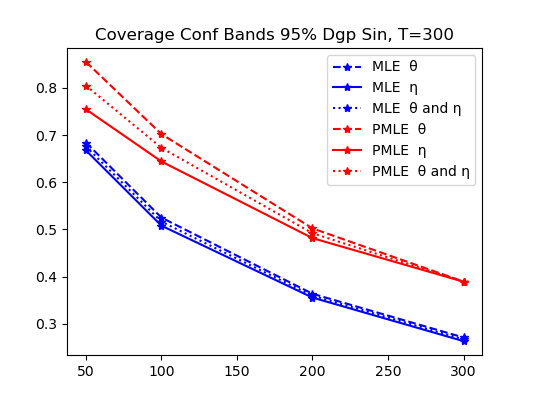 Coverage Conf Bands 95% Dgp Sin, T=300
0.8
0.7
0.6
0.5
0.4
0.3
50
100
150
200
250
300
MLE θ
MLE η
MLE θ and η
PMLE θ
PMLE η
PMLE θ and η